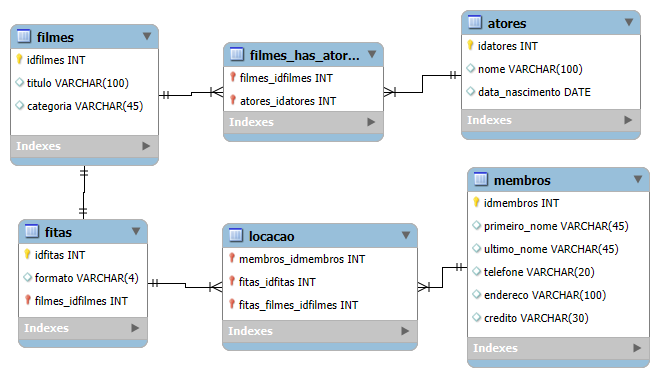 filmes
idfilmes INT
titulo VARCHAR(100)
categoria VARCHAR(45)
Indexes
filmes_has_ator...
filmes_idfilmes INT
atores_idatores INT
Indexes
atores
idatores INT
nome VARCHAR(100)
data_nascimento DATE
Indexes
fitas
idfitas INT
formato VARCHAR(4)
filmes_idfilmes INT
Indexes
locacao
membros_idmembros INT
fitas_idfitas INT
fitas_filmes_idfilmes INT
Indexes
membros
idmembros INT
primeiro_nome VARCHAR(45)
ultimo_nome VARCHAR(45)
telefone VARCHAR(20)
endereco VARCHAR(100)
credito VARCHAR(30)
Indexes